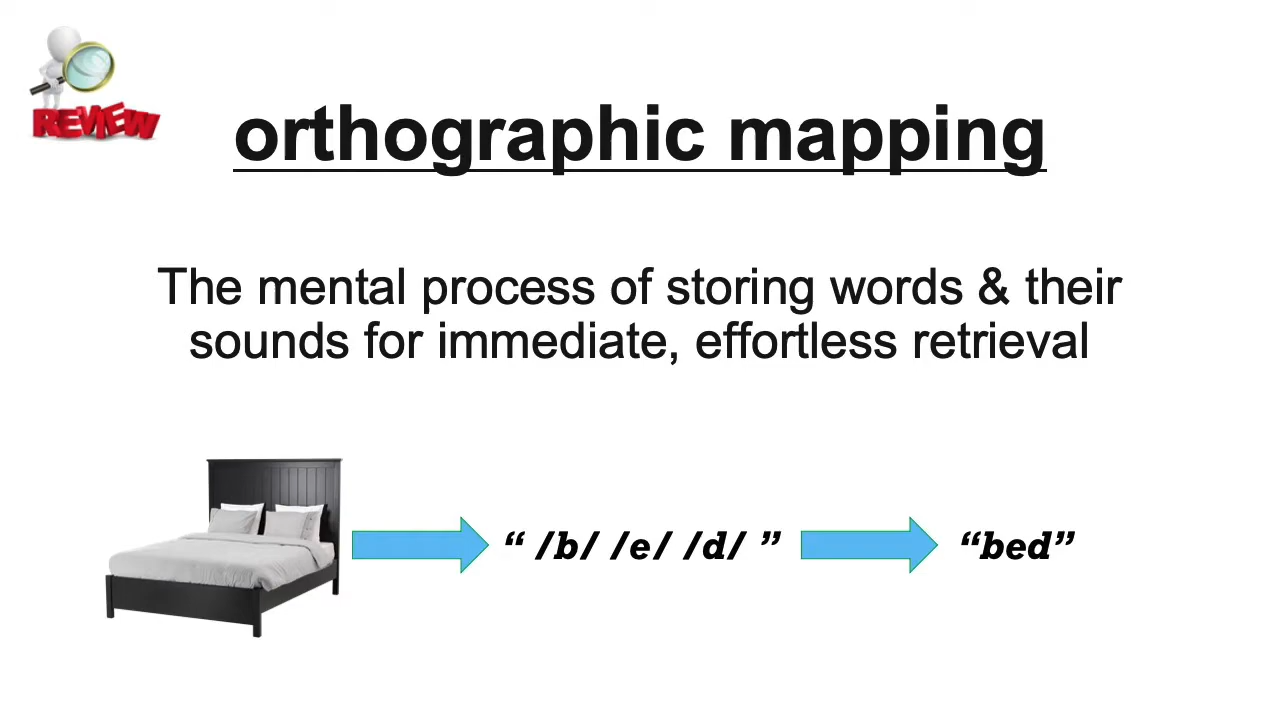 REVIEW
orthographic mapping
The mental process of storing words & their
sounds for immediate, effortless retrieval
“ /b/ /e/ /d/ ” “bed”